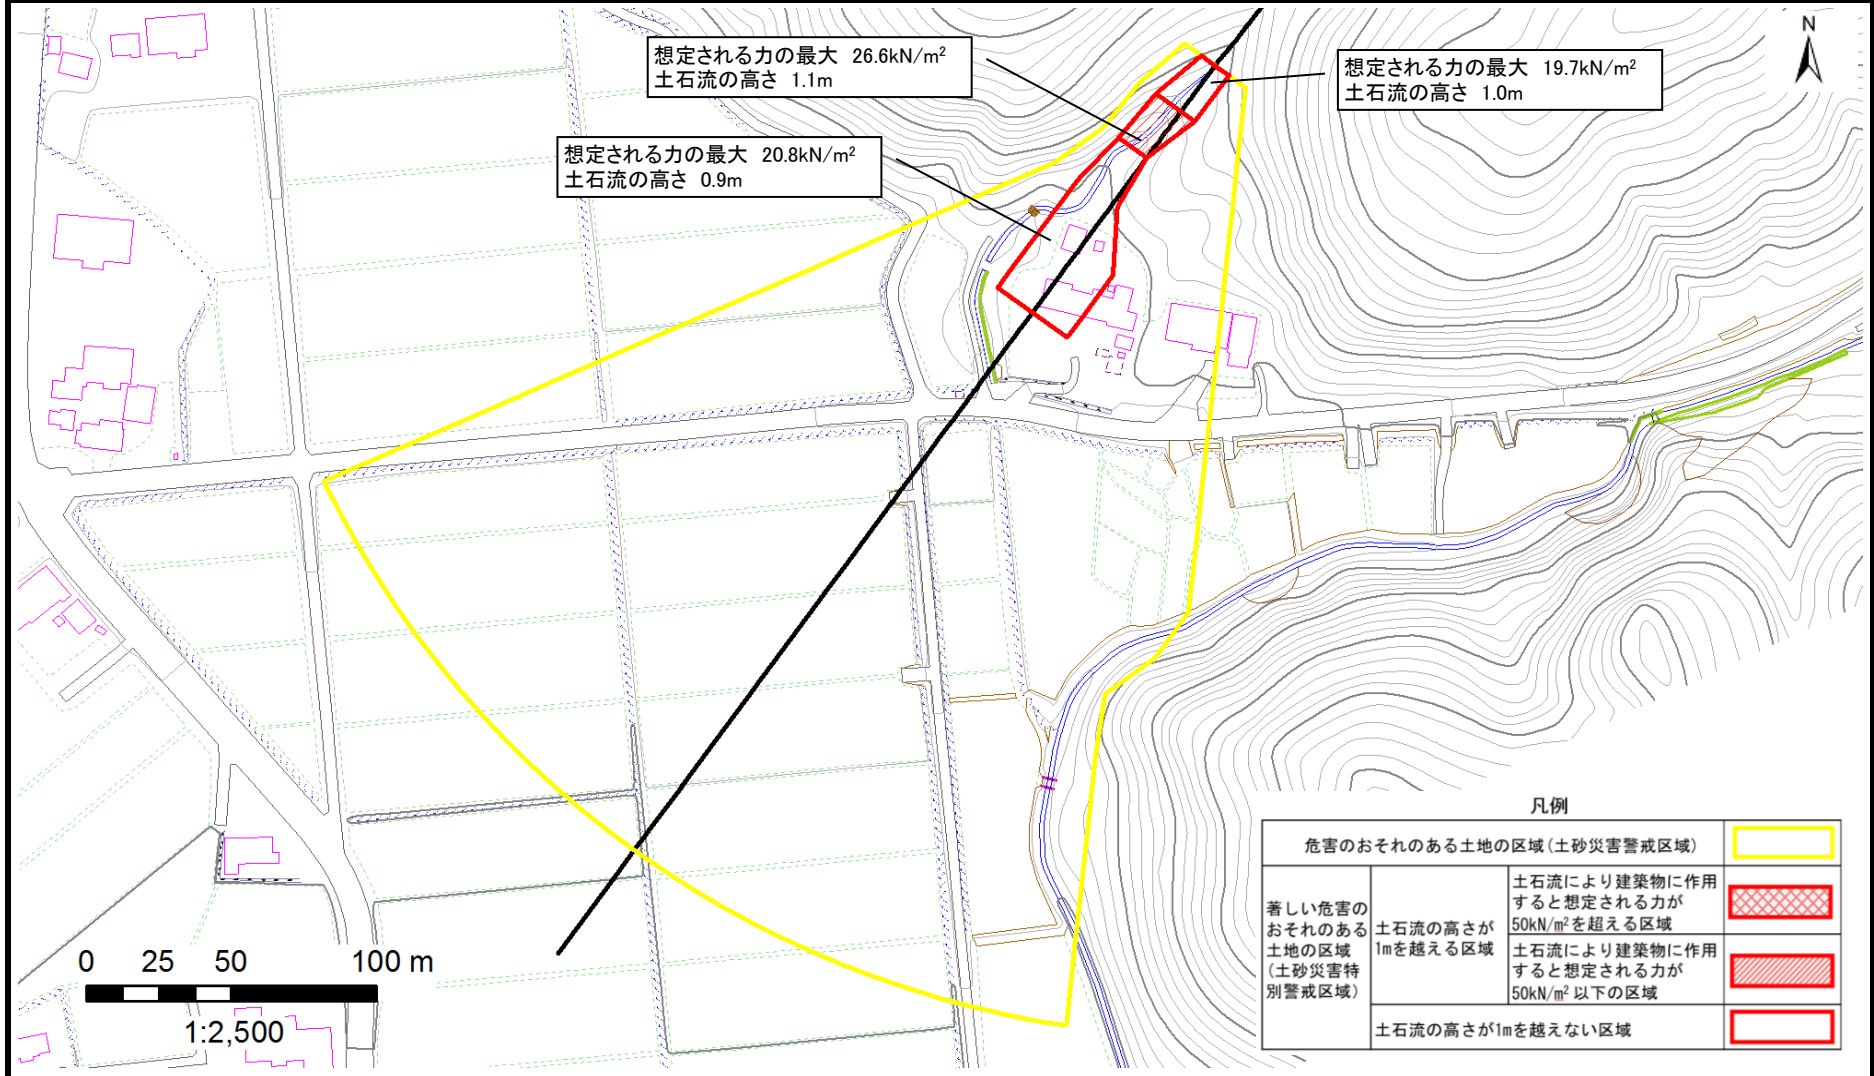 N
想定される力の最大 26.6kN/m²
土石流の高さ 1.1m
想定される力の最大 19.7kN/m²
土石流の高さ 1.0m
想定される力の最大 20.8kN/m²
土石流の高さ 0.9m
凡例
危害のおそれのある土地の区域(土砂災害警戒区域)
著しい危害の
おそれのある
土地の区域
(土砂災害特
別警戒区域)
土石流の高さが
1mを越える区域
土石流により建築物に作用
すると想定される力が
50kN/㎡を超える区域
土石流により建築物に作用
すると想定される力が
50kN/㎡以下の区域
土石流の高さが1mを越えない区域
0 25 50 100 m
1:2,500